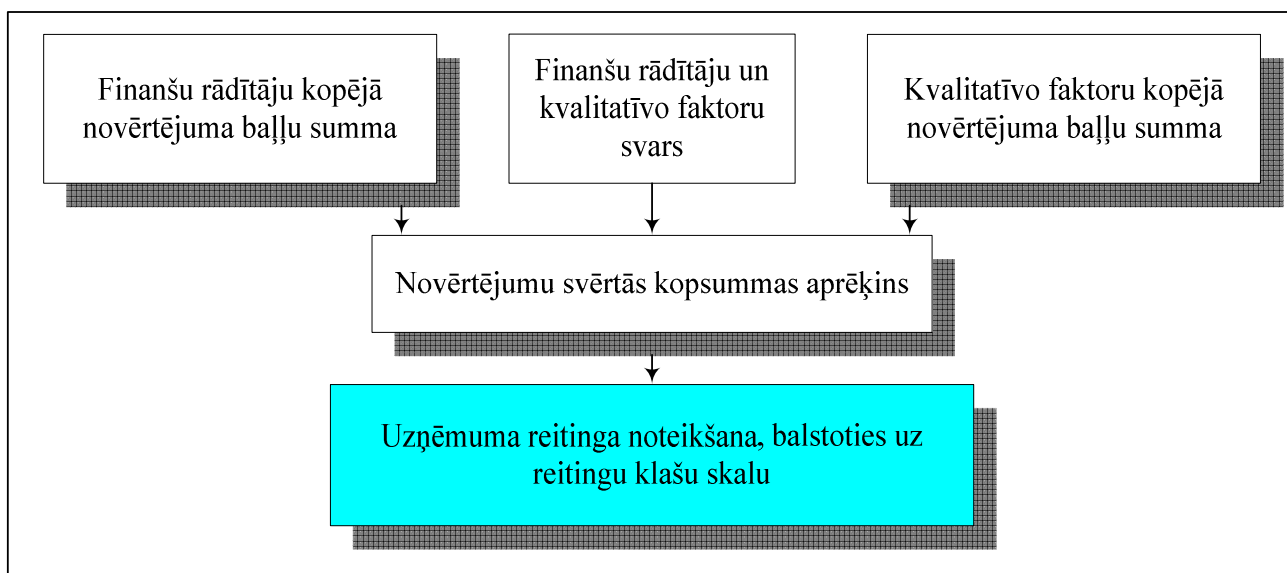 Finanšu rādītāju kopējā
novērtējuma baļļu summa
Finanšu rādītāju un
kvalitatīvo faktoru
svars
Kvalitatīvo faktoru kopējā
novērtējuma baļļu summa
Novērtējumu svērtās kopsummas aprēķins
Uzņēmuma reitinga noteikšana, balstoties uz
reitingu klašu skalu